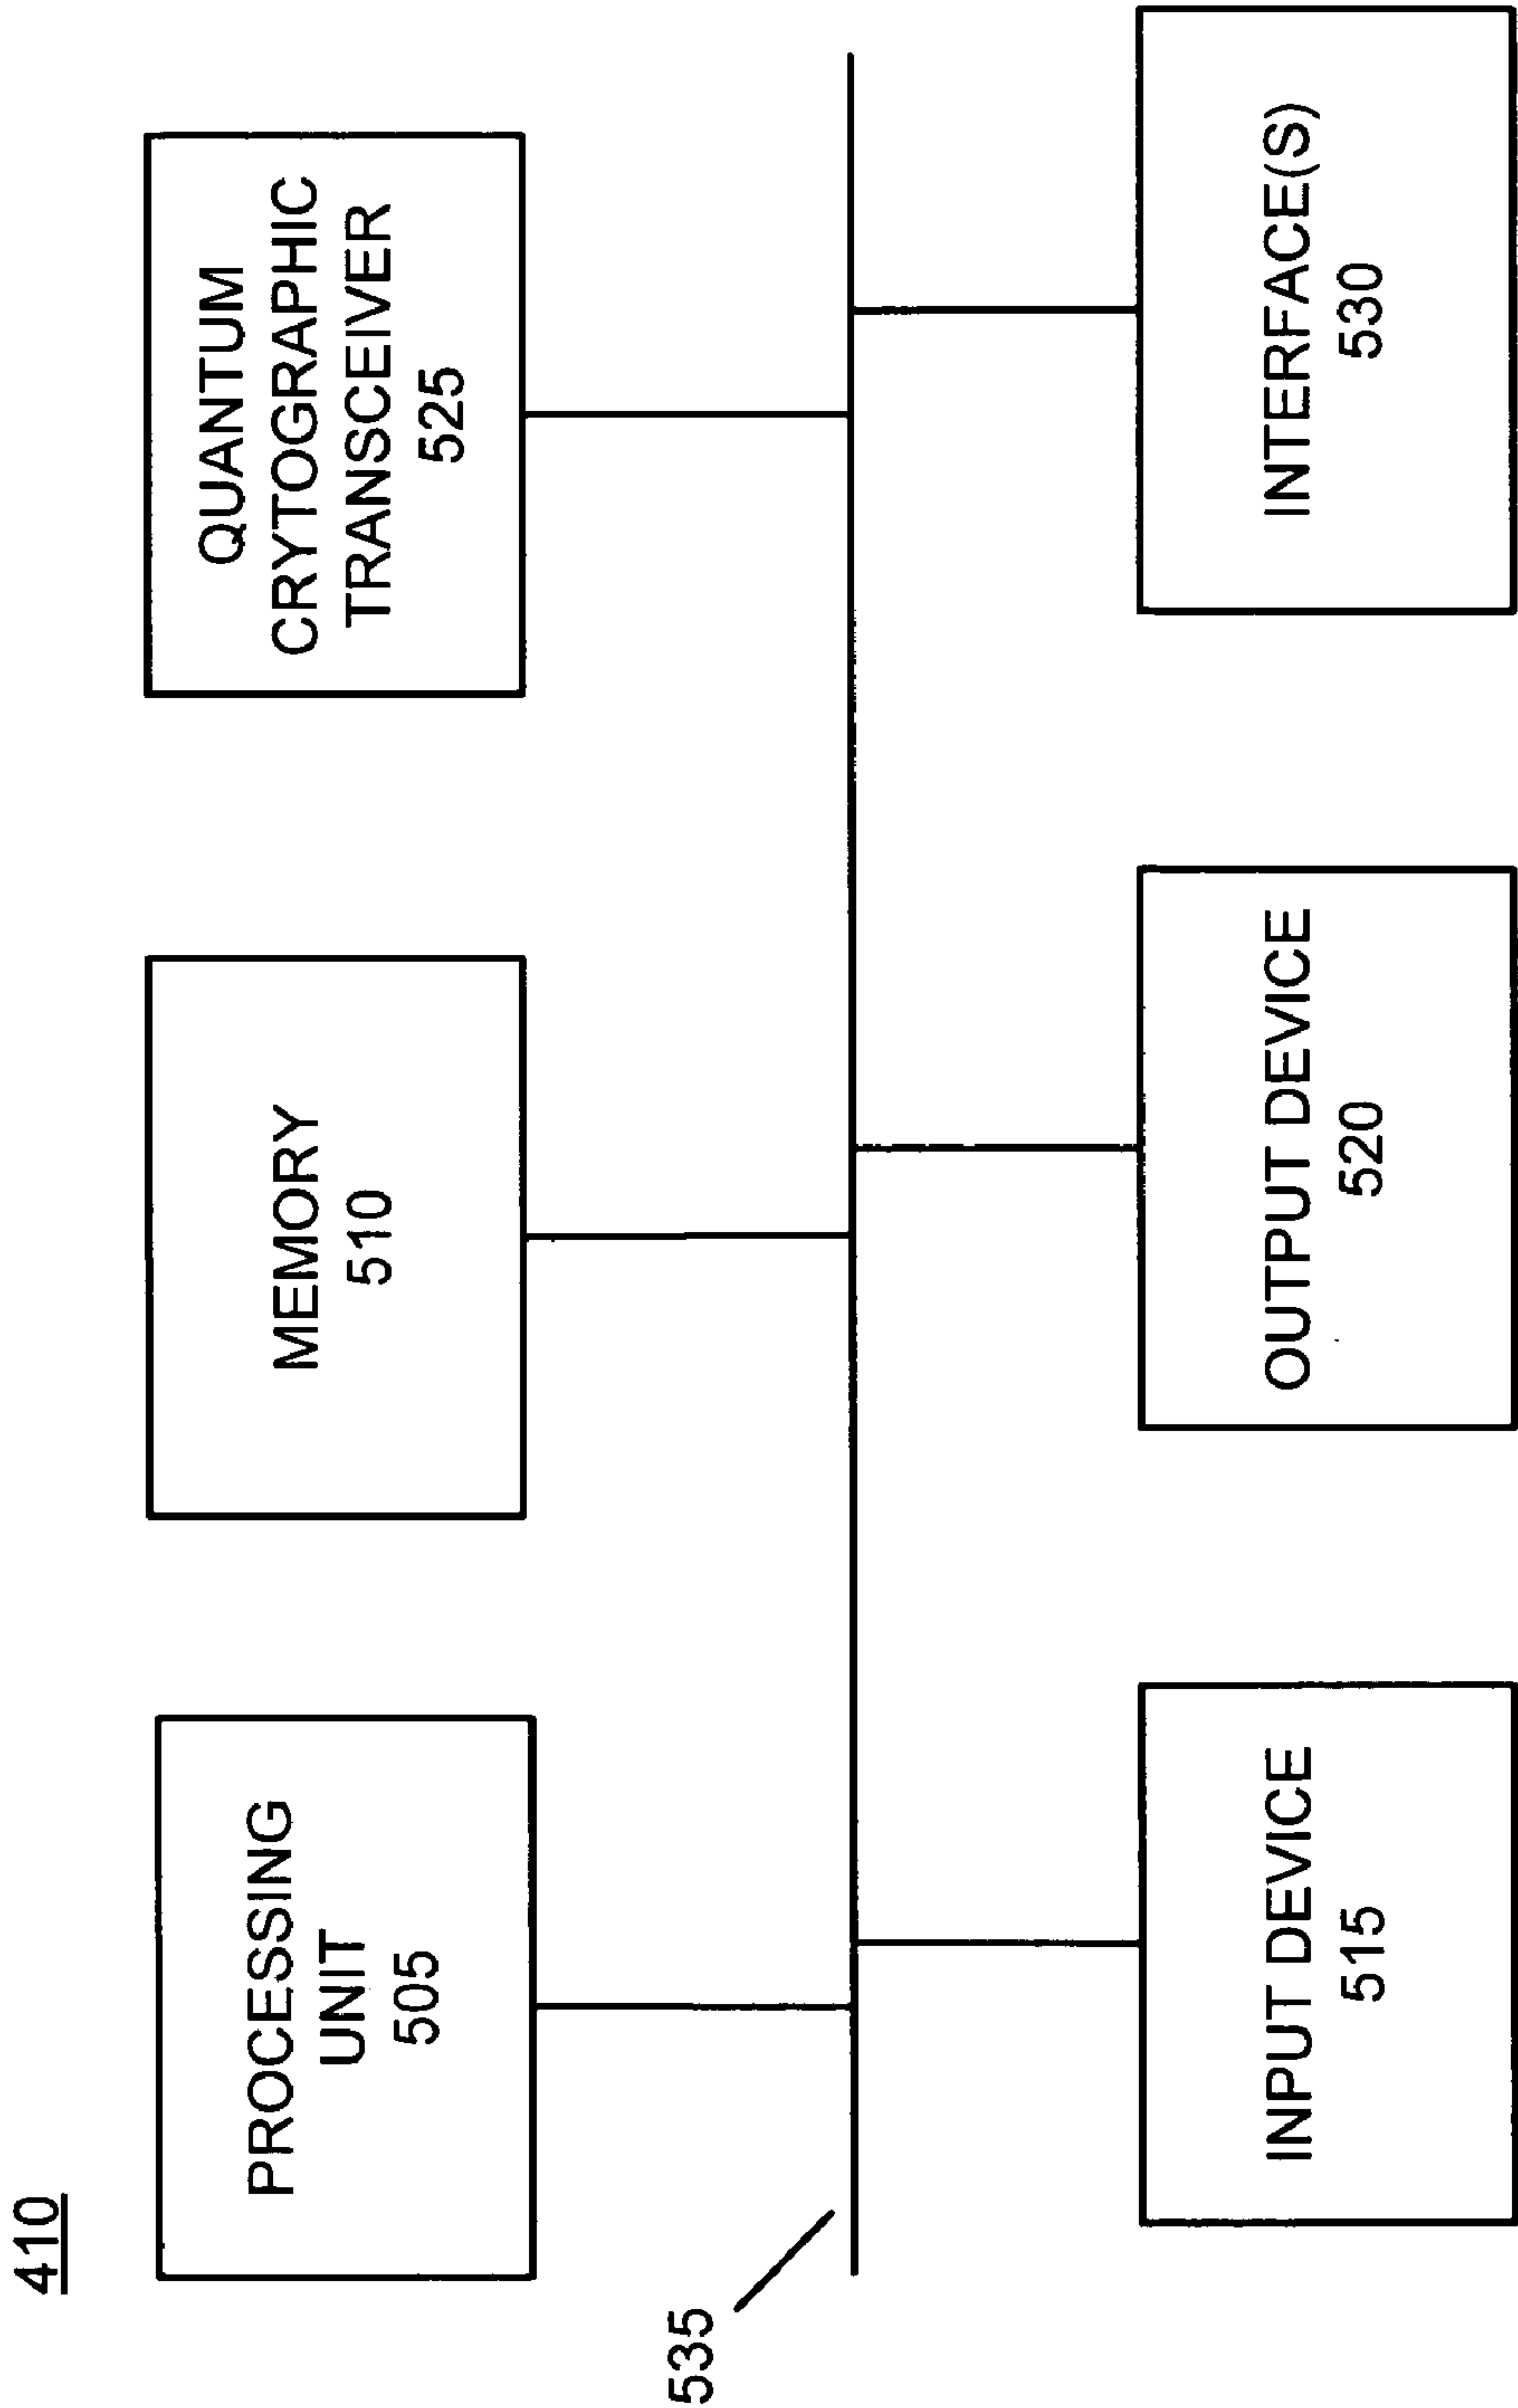 410
PROCESSING
UNIT
505
MEMORY
510
QUANTUM
CRYTOGRAPHIC
TRANSCEIVER
525
535
INPUT DEVICE
515
OUTPUT DEVICE
520
INTERFACE(S)
530